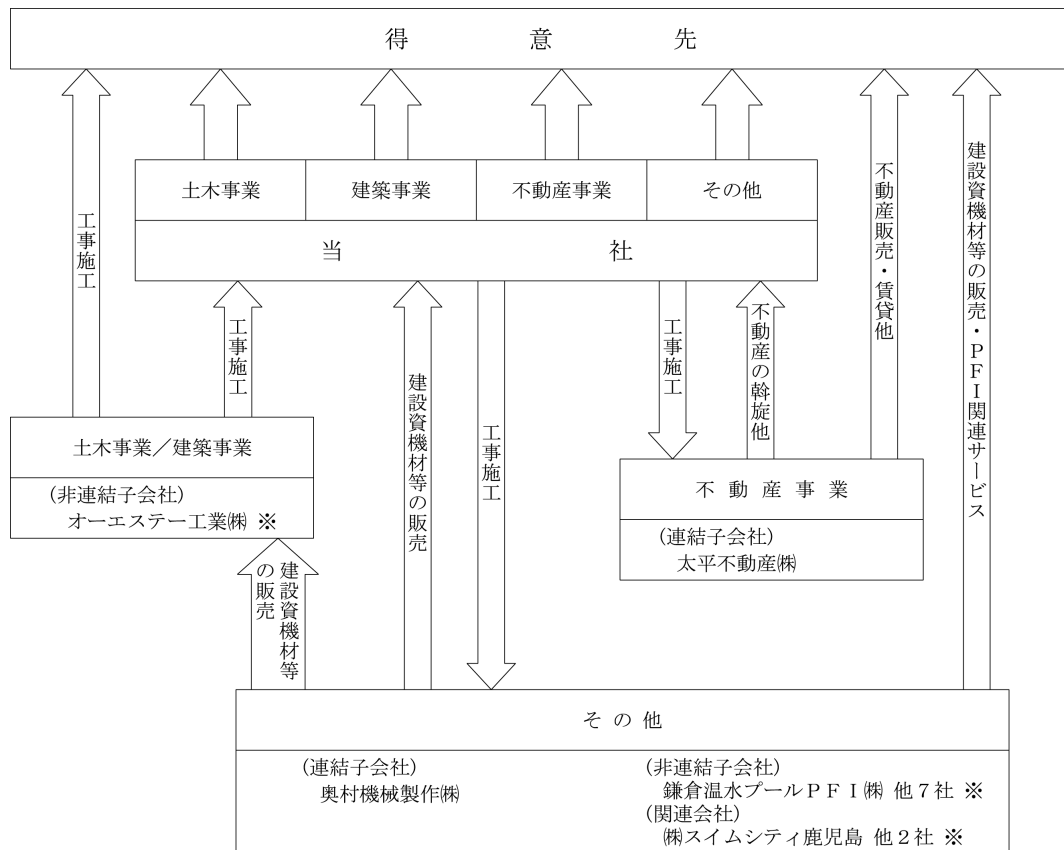 得意先
土木事業
建築事業
不動産事業
その他
当社
工事施工
工事施工
建設資機材等の販売
工事施工
工事施工
不動産の斡旋他
不動産販売・賃貸他
建設資機材等の販売・ＰＦＩ関連サービス
土木事業／建築事業
(非連結子会社)
オーエステー工業㈱ ※
不動産事業
(連結子会社)
太平不動産㈱
建設資機材等
の販売
その他
(連結子会社)
奥村機械製作㈱
(非連結子会社)
鎌倉温水プールＰＦＩ㈱ 他７社 ※
(関連会社)
㈱スイムシティ鹿児島 他２社 ※